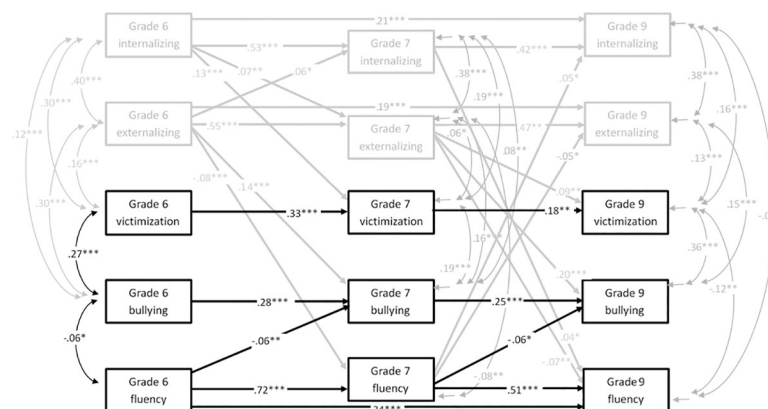 Grade 6
internalizing
Grade 7
internalizing
Grade 9
internalizing
.21***
.53***
.42***
.13***
.07**
.06*
.05*
.40***
.30***
.12***
.38***
.19***
.38***
.16***
Grade 6
externalizing
Grade 7
externalizing
Grade 9
externalizing
.19***
.55***
.47**
.06*
.08**
-.05*
.13***
.16***
.30***
-.08***
.14***
.09**
.15***
Grade 6
victimization
Grade 7
victimization
Grade 9
victimization
.33***
.18**
.27***
.16**
.19***
.20***
.36***
-.12**
Grade 6
bullying
Grade 7
bullying
Grade 9
bullying
.28***
.25***
-.06*
-.06**
-.06*
.04*
-.07**
-.08**
Grade 6
fluency
Grade 7
fluency
Grade 9
fluency
.72***
.51***